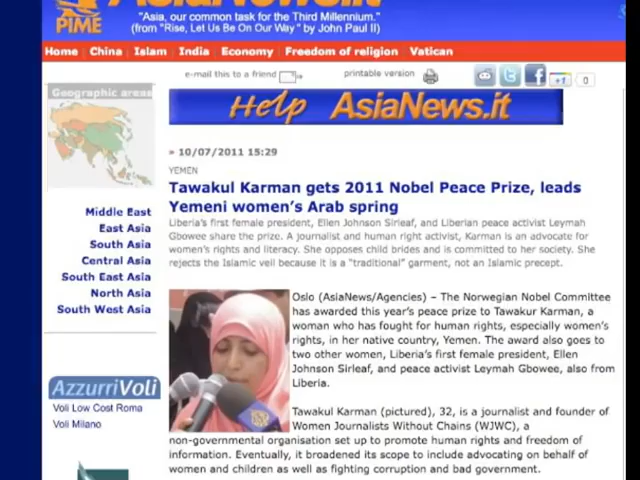 AsiaNews.it
PIME
"Asia, our common task for the Third Millennium."
(from "Rise, Let Us Be On Our Way" by John Paul II)
Home China Islam India Economy Freedom of religion Vatican
e-mail this to a friend printable version
+1 0
Geographic areas
Help AsiaNews.it
» 10/07/2011 15:29
YEMEN
Tawakul Karman gets 2011 Nobel Peace Prize, leads
Yemeni women's Arab spring
Liberia's first female president, Ellen Johnson Sirleaf, and Liberian peace activist Leymah
Gbowee share the prize. A journalist and human right activist, Karman is an advocate for
women's rights and literacy. She opposes child brides and is committed to her society. She
rejects the Islamic veil because it is a "traditional" garment, not an Islamic precept.
Middle East
East Asia
South Asia
Central Asia
South East Asia
North Asia
South West Asia
Oslo (AsiaNews/Agencies) – The Norwegian Nobel Committee
has awarded this year's peace prize to Tawakur Karman, a
woman who has fought for human rights, especially women's
rights, in her native country, Yemen. The award also goes to
two other women, Liberia's first female president, Ellen
Johnson Sirleaf, and peace activist Leymah Gbowee, also from
Liberia.
AzzurriVoli
Voli Low Cost Roma
Voli Milano
Tawakul Karman (pictured), 32, is a journalist and founder of
Women Journalists Without Chains (WJWC), a
non-governmental organisation set up to promote human rights and freedom of
information. Eventually, it broadened its scope to include advocating on behalf of
women and children as well as fighting corruption and bad government.